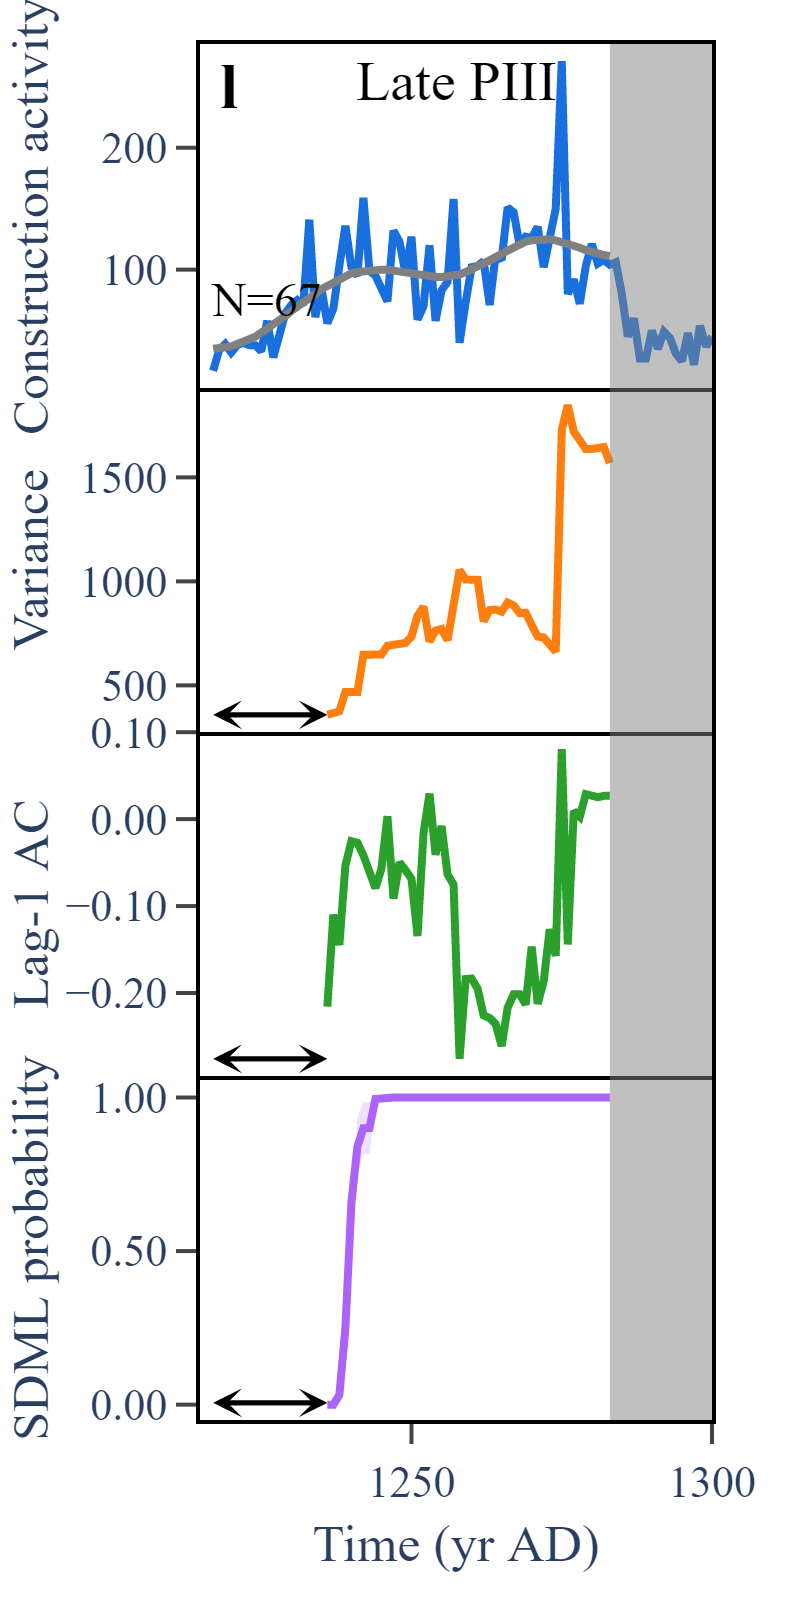 l
Late PIII
Construction activity
200
100
N=67
Variance
1500
1000
500
Lag-1 AC
0.10
0.00
−0.10
−0.20
SDML probability
1.00
0.50
0.00
1250
1300
Time (yr AD)